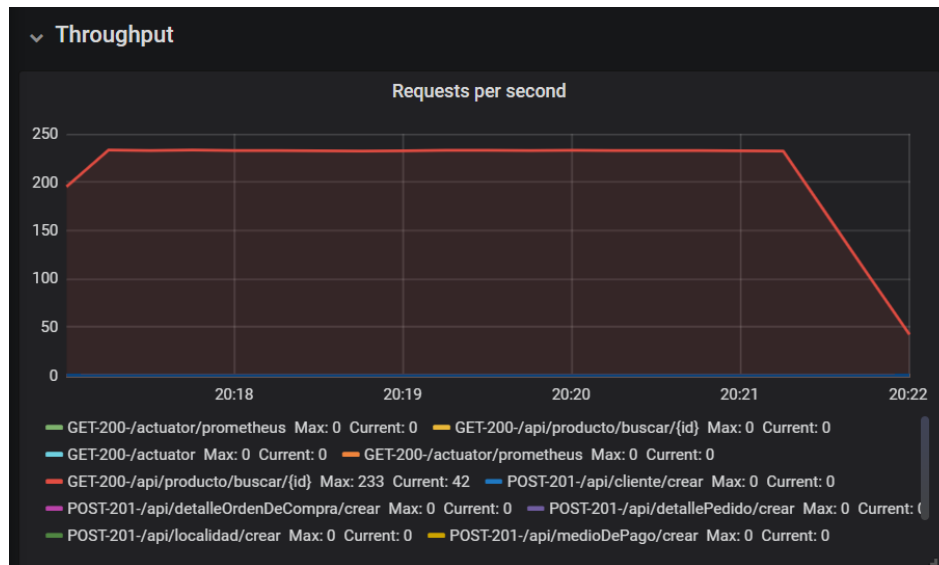 Throughput
Requests per second
250
200
150
100
50
0
20:18 20:19 20:20 20:21 20:22
GET-200-/actuator/prometheus Max: 0 Current: 0 GET-200-/api/producto/buscar/{id} Max: 0 Current: 0
GET-200-/actuator Max: 0 Current: 0 GET-200-/actuator/prometheus Max: 0 Current: 0
GET-200-/api/producto/buscar/{id} Max: 233 Current: 42 POST-201-/api/cliente/crear Max: 0 Current: 0
POST-201-/api/detalleOrdenDeCompra/crear Max: 0 Current: 0 POST-201-/api/detallePedido/crear Max: 0 Current:
POST-201-/api/localidad/crear Max: 0 Current: 0 POST-201-/api/medioDePago/crear Max: 0 Current: 0